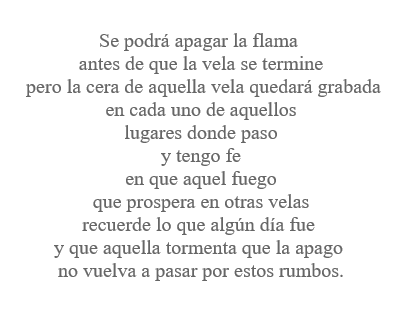 Se podrá apagar la flama
antes de que la vela se termine
pero la cera de aquella vela quedará grabada
en cada uno de aquellos
lugares donde paso
y tengo fe
en que aquel fuego
que prospera en otras velas
recuerde lo que algún día fue
y que aquella tormenta que la apago
no vuelva a pasar por estos rumbos.